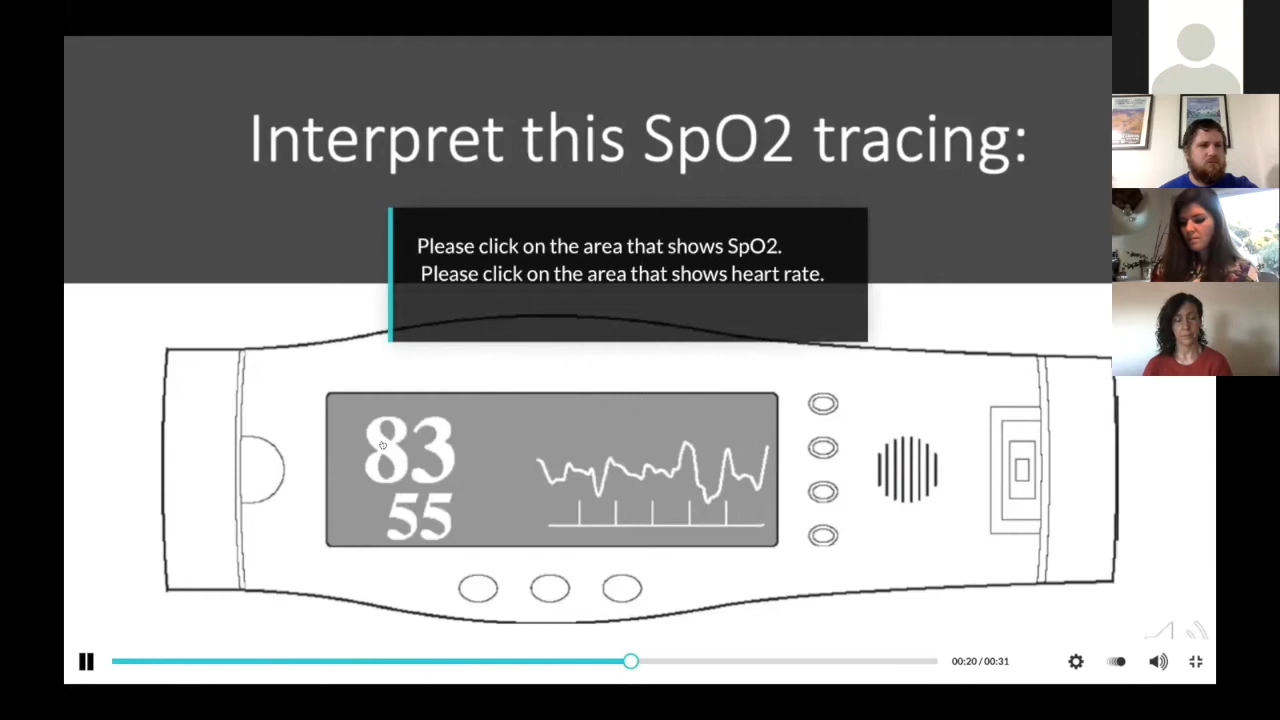 Interpret this SpO2 tracing:
Please click on the area that shows SpO2.
Please click on the area that shows heart rate.
83
55
00:20 / 00:31